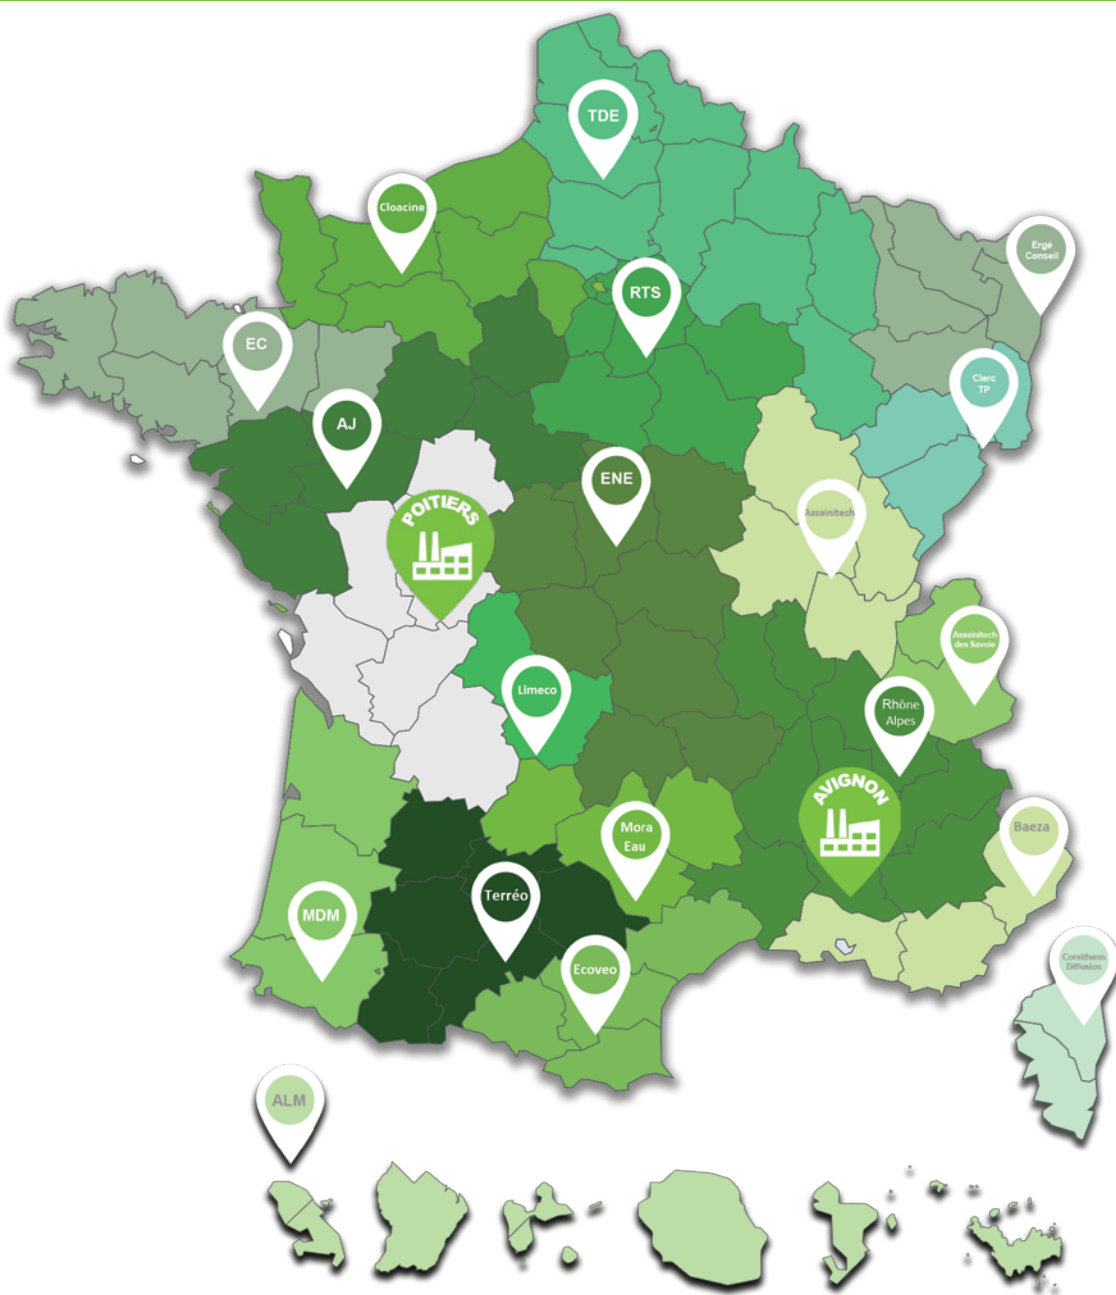 TDE
Cloacine
Ergé
Conseil
RTS
EC
Clerc
TP
AJ
ENE
POITIERS
Assainitech
Assainitech
des Savoie
Limeco
Rhône
Alpes
AVIGNON
Mora
Eau
Baeza
Terréo
MDM
Ecoveo
Corsitherm
Diffusion
ALM